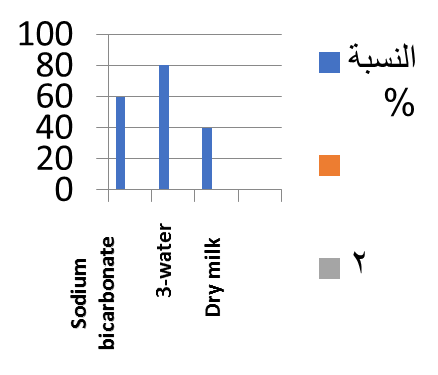 100
80
60
40
20
0
Sodium
bicarbonate
3-water
Dry milk
النسبة
%
٢